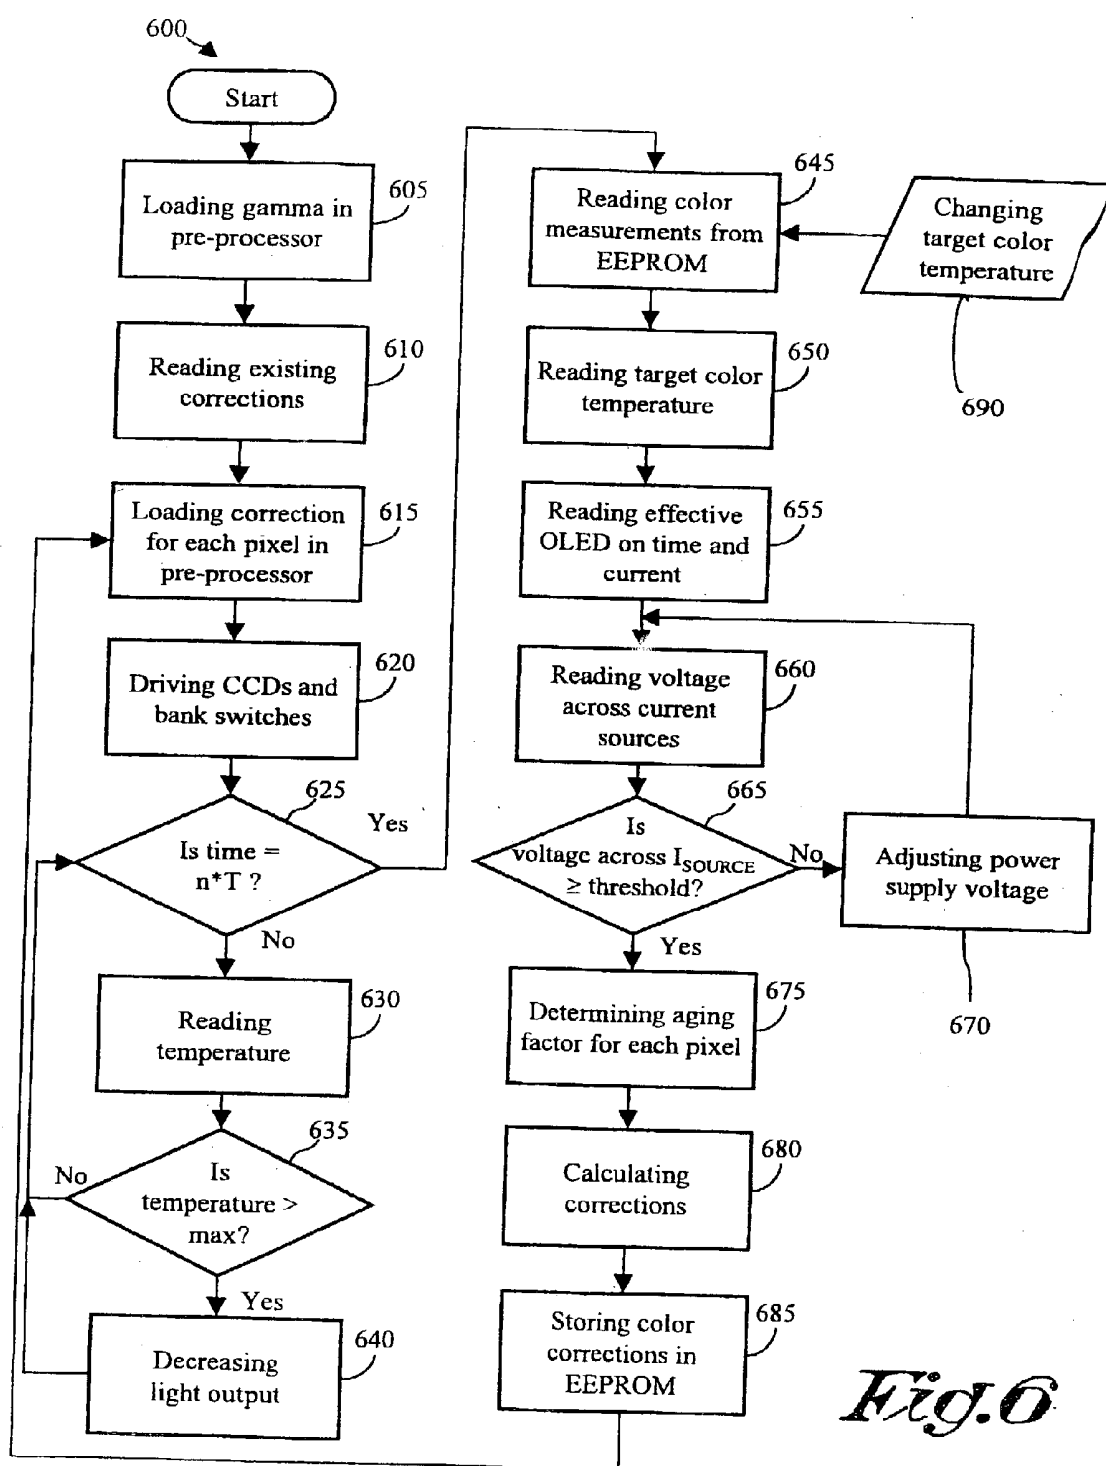 600
Start
Loading gamma in
pre-processor
605
Reading existing
corrections
610
Loading correction
for each pixel in
pre-processor
615
Driving CCDs and
bank switches
620
Is time =
n*T ?
625
Yes
No
Reading
temperature
630
Is
temperature >
max?
635
No
Yes
Decreasing
light output
640
Reading color
measurements from
EEPROM
645
Changing
target color
temperature
690
Reading target color
temperature
650
Reading effective
OLED on time and
current
655
Reading voltage
across current
sources
660
Is
voltage across I_SOURCE
≥ threshold?
665
No
Yes
Adjusting power
supply voltage
670
Determining aging
factor for each pixel
675
Calculating
corrections
680
Storing color
corrections in
EEPROM
685
Fig.6